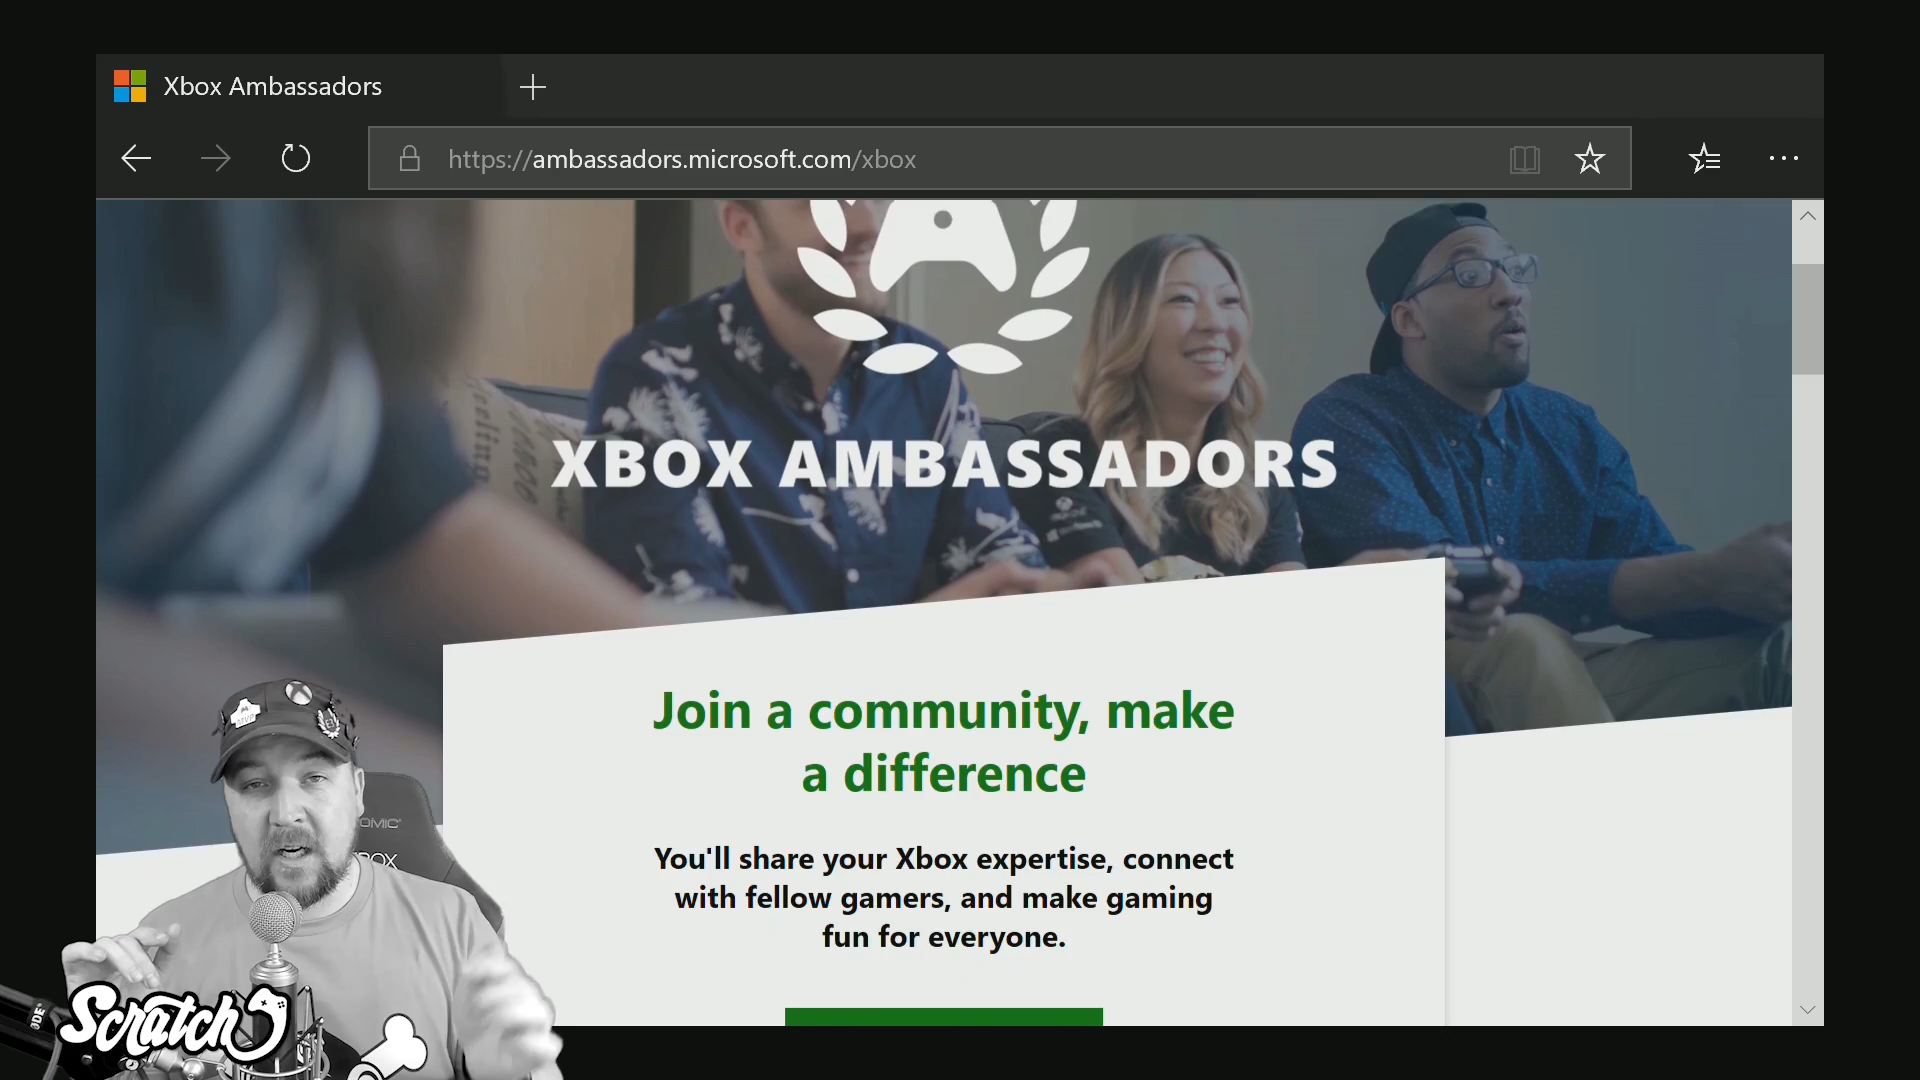 Xbox Ambassadors
https://ambassadors.microsoft.com/xbox
XBOX AMBASSADORS
Join a community, make
a difference
You'll share your Xbox expertise, connect
with fellow gamers, and make gaming
fun for everyone.
MVP
Scratch